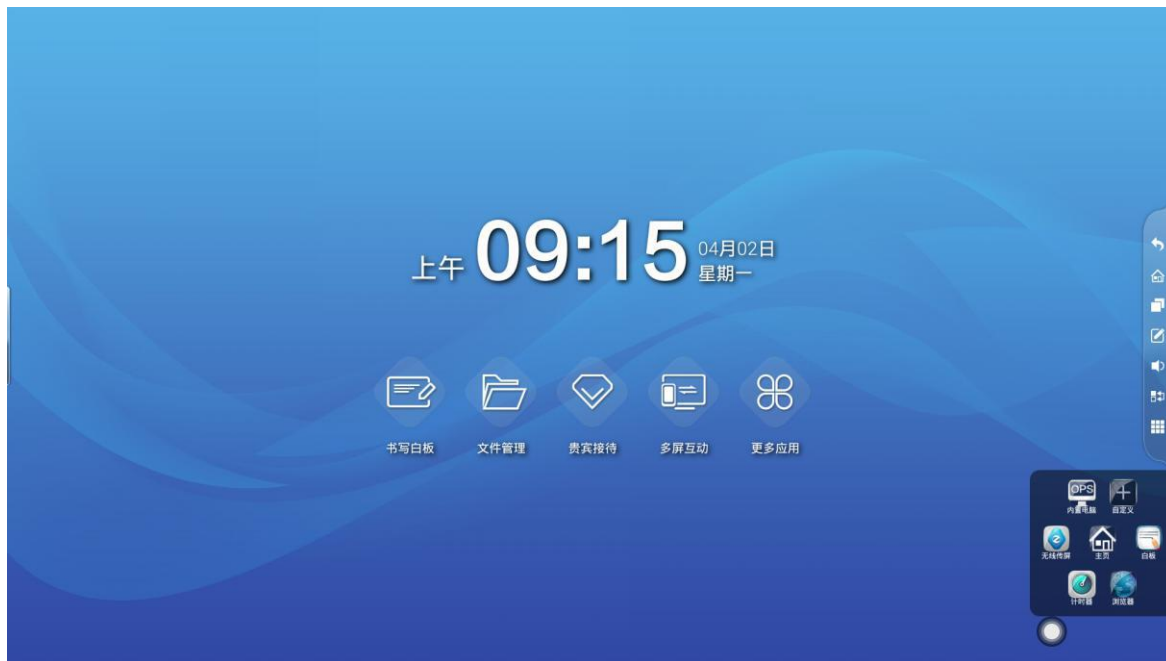 上午 09:15 04月02日
星期一
书写白板 文件管理 贵宾接待 多屏互动 更多应用
OPS
内置电脑 自定义
无线传屏 主页 白板
计时器 浏览器